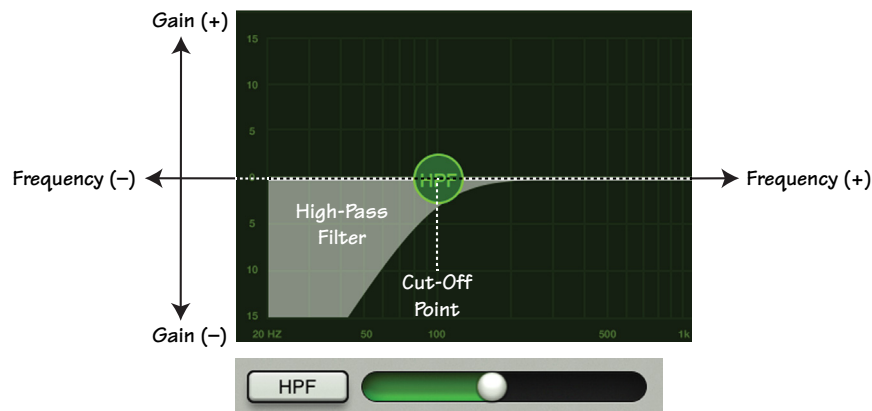 Gain (+)
15
10
5
Frequency (–)
0
HPF
Frequency (+)
High-Pass
Filter
5
10
Cut-Off
Point
15
Gain (–)
20 HZ
50
100
500
1k
HPF